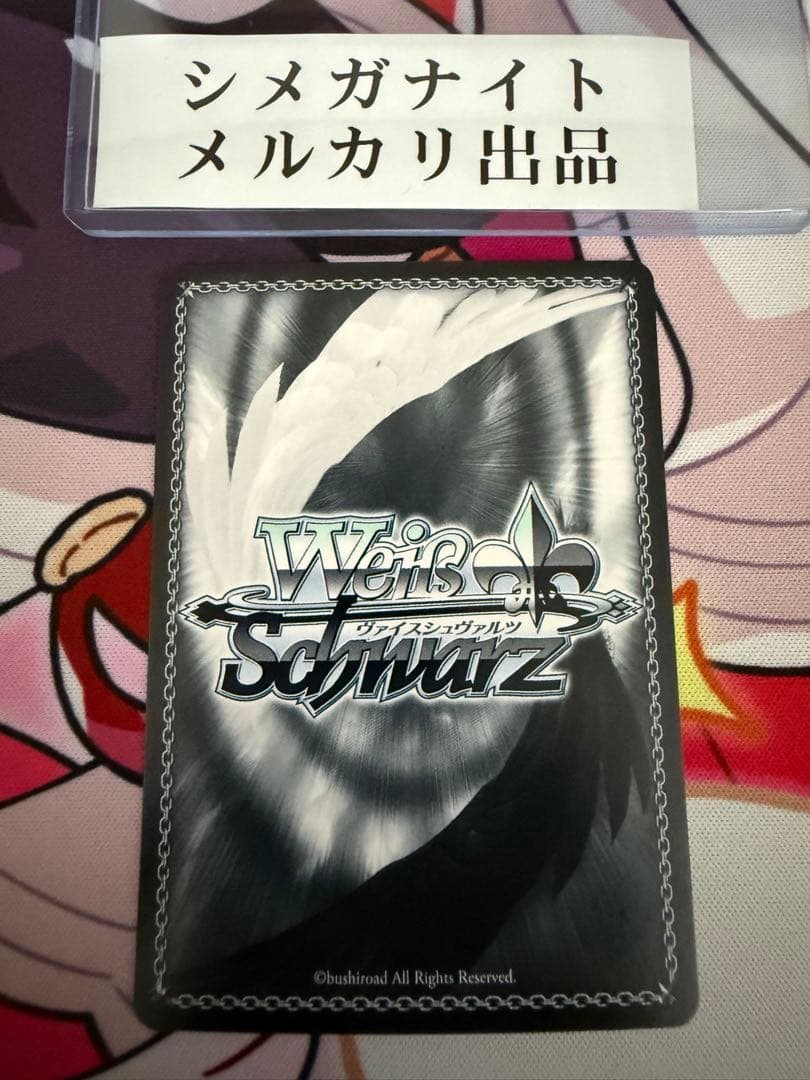 シメガナイト
メルカリ出品
Weiß
ヴァイスシュヴァルツ
Schwarz
©bushiroad All Rights Reserved.